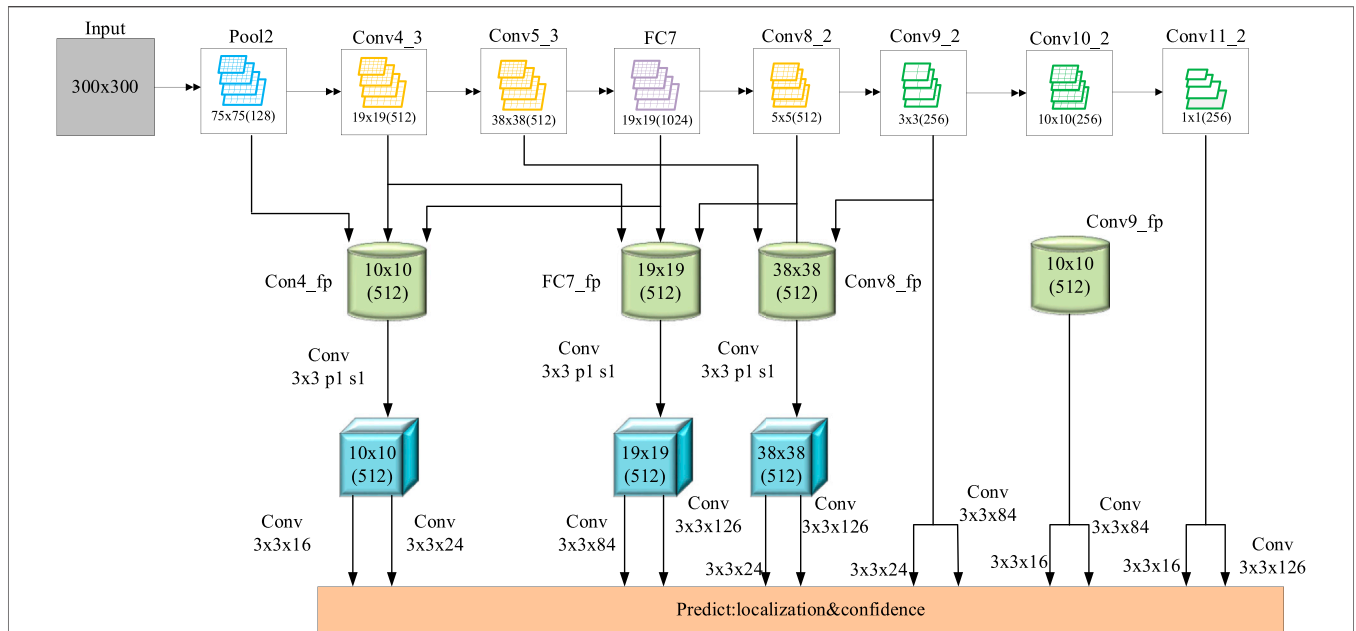 Input
Pool2
Conv4_3
Conv5_3
FC7
Conv8_2
Conv9_2
Conv10_2
Conv11_2
300x300
75x75(128)
19x19(512)
38x38(512)
19x19(1024)
5x5(512)
3x3(256)
10x10(256)
1x1(256)
Con4_fp
10x10
(512)
FC7_fp
19x19
(512)
38x38
(512)
Conv8_fp
Conv9_fp
10x10
(512)
Conv
3x3 p1 s1
Conv
3x3 p1 s1
Conv
3x3 p1 s1
10x10
(512)
19x19
(512)
38x38
(512)
Conv
3x3x16
Conv
3x3x24
Conv
3x3x84
Conv
3x3x126
3x3x24
Conv
3x3x126
3x3x24
Conv
3x3x84
3x3x16
Conv
3x3x84
3x3x16
Conv
3x3x126
Predict:localization&confidence